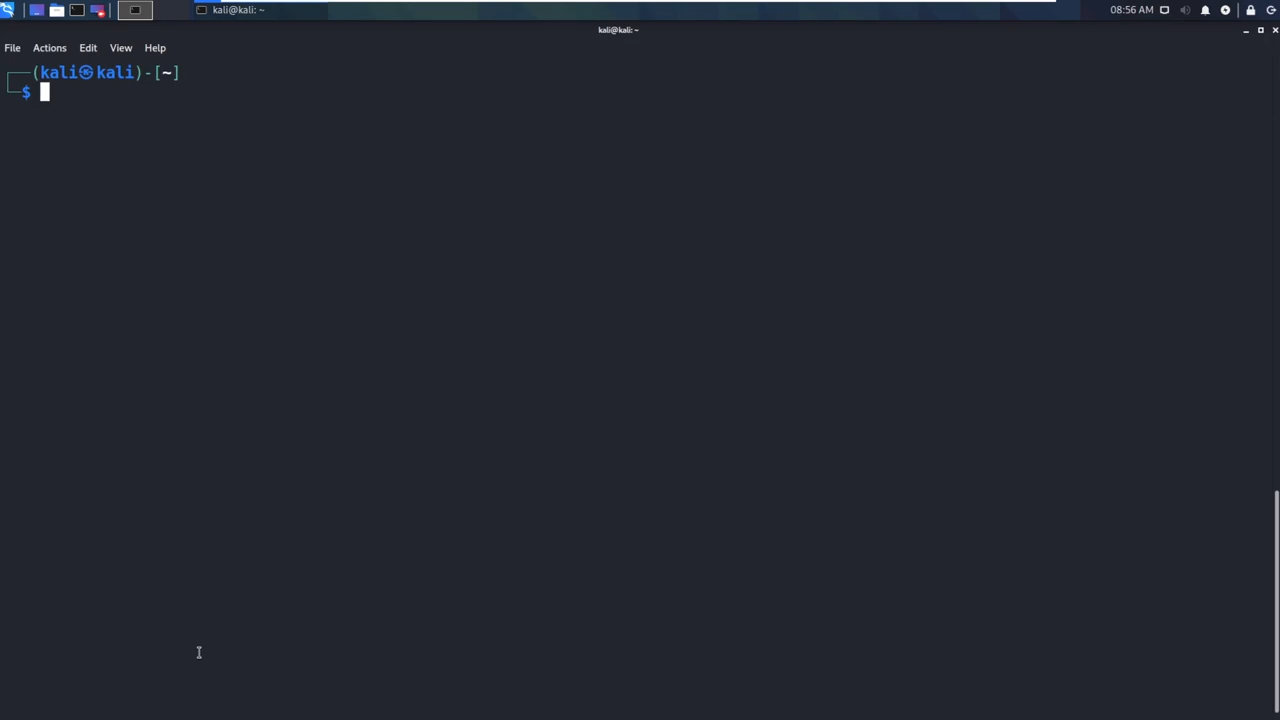 kali@kali: ~ 08:56 AM
kali@kali: ~
File Actions Edit View Help
(kali㉿kali)-[~]
$